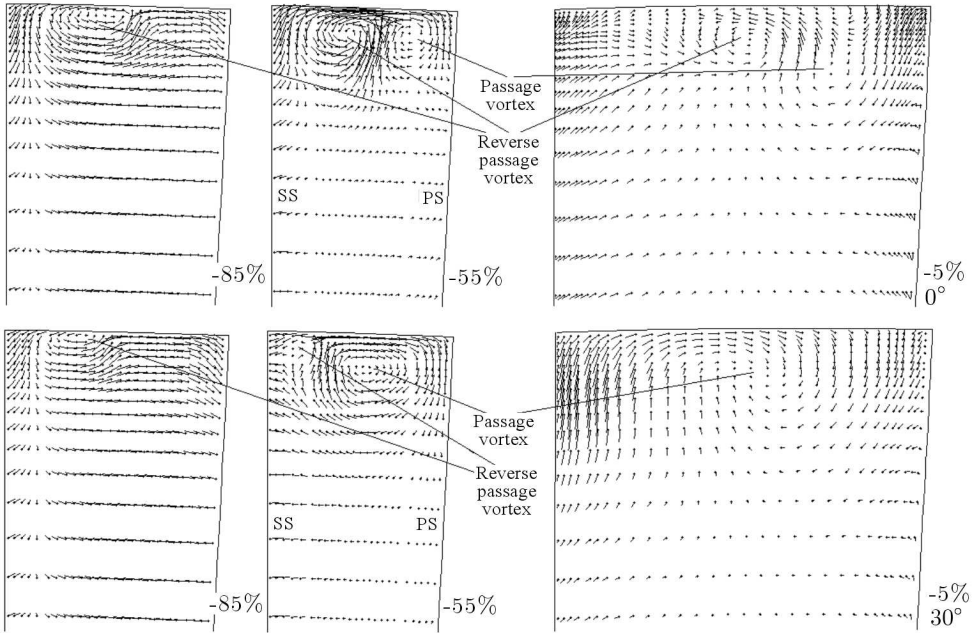 Passage
vortex
Reverse
passage
vortex
SS
PS
-85%
-55%
-5%
0°
Passage
vortex
Reverse
passage
vortex
SS
PS
-85%
-55%
-5%
30°